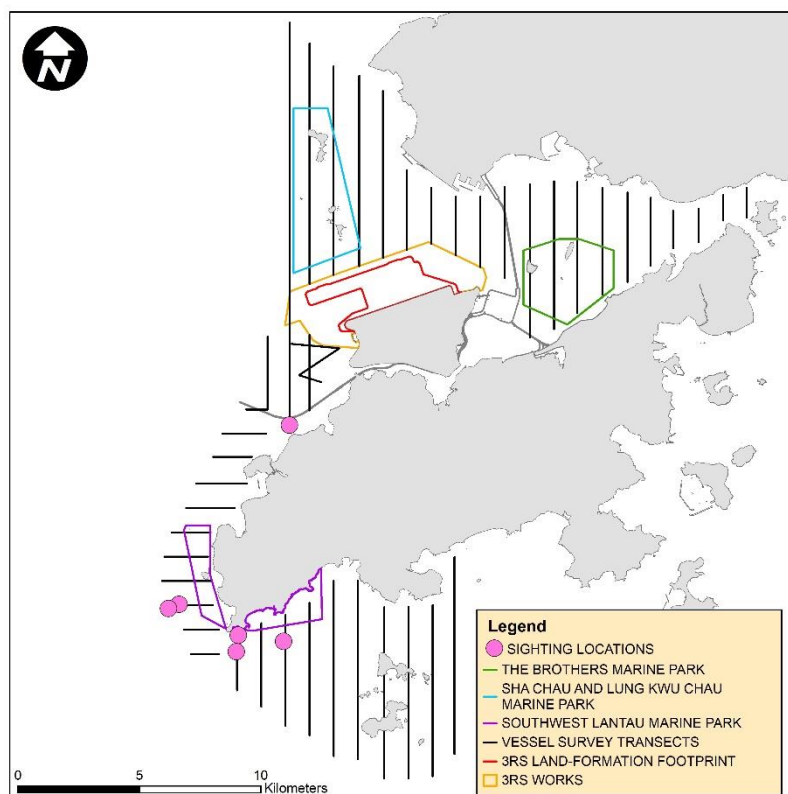 N
Legend
SIGHTING LOCATIONS
THE BROTHERS MARINE PARK
SHA CHAU AND LUNG KWU CHAU
MARINE PARK
SOUTHWEST LANTAU MARINE PARK
VESSEL SURVEY TRANSECTS
3RS LAND-FORMATION FOOTPRINT
3RS WORKS
0 5 10
Kilometers